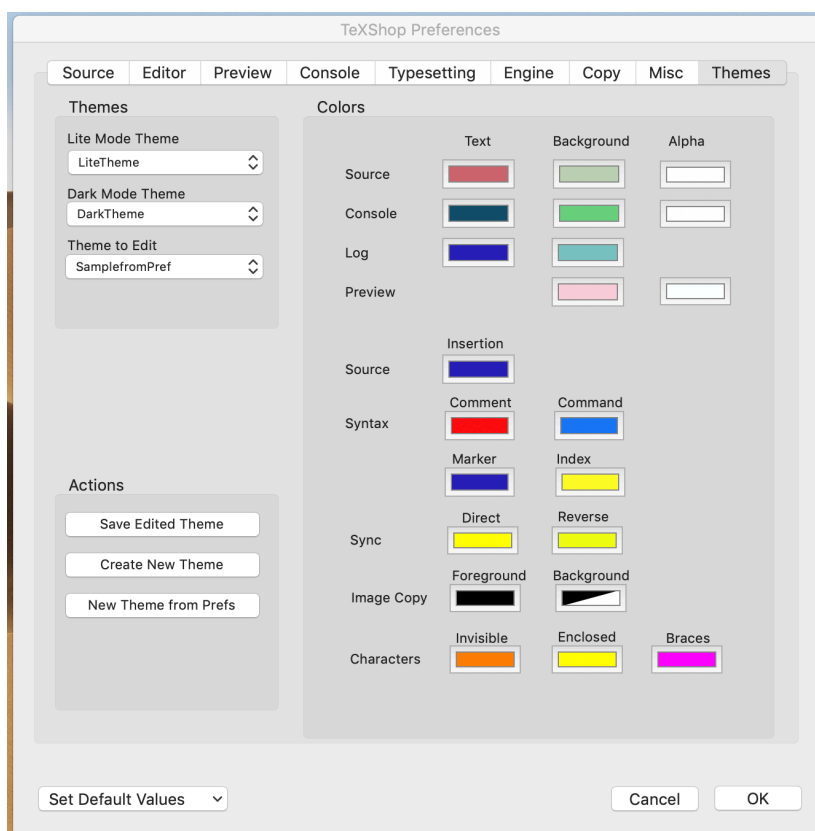 TeXShop Preferences
Source Editor Preview Console Typesetting Engine Copy Misc Themes
Themes
Lite Mode Theme
LiteTheme
Dark Mode Theme
DarkTheme
Theme to Edit
SamplefromPref
Actions
Save Edited Theme
Create New Theme
New Theme from Prefs
Colors
Text Background Alpha
Source
Console
Log
Preview
Insertion
Source
Comment Command
Syntax
Marker Index
Direct Reverse
Sync
Foreground Background
Image Copy
Invisible Enclosed Braces
Characters
Set Default Values
Cancel OK